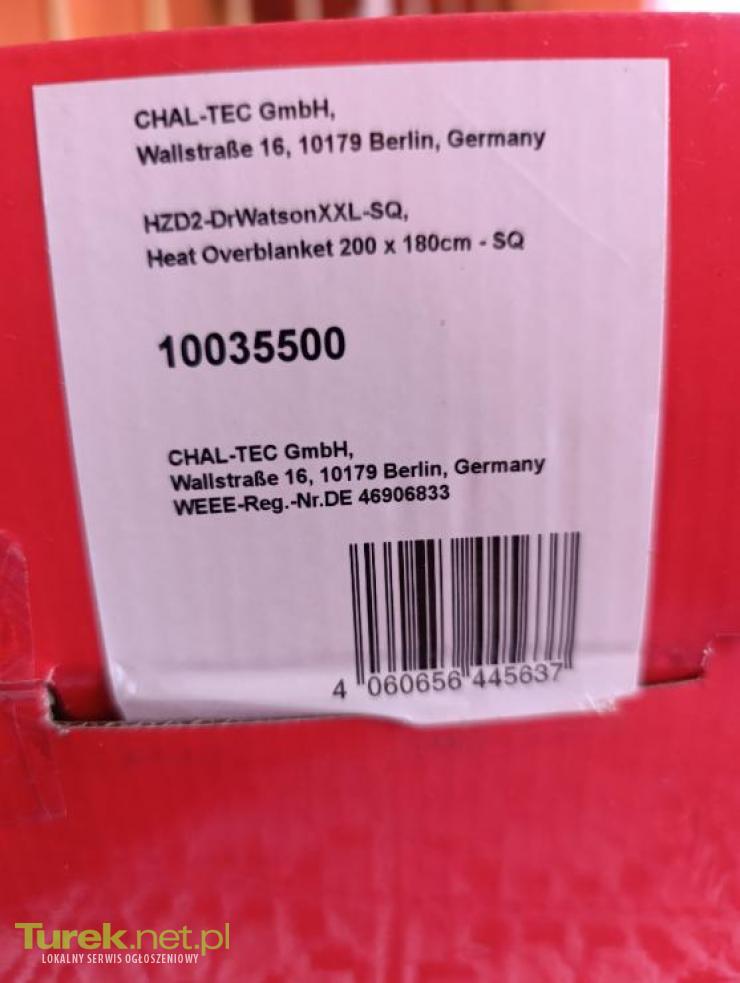 CHAL-TEC GmbH,
Wallstraße 16, 10179 Berlin, Germany
HZD2-DrWatsonXXL-SQ,
Heat Overblanket 200 x 180cm - SQ
10035500
CHAL-TEC GmbH,
Wallstraße 16, 10179 Berlin, Germany
WEEE-Reg.-Nr.DE 46906833
4 060656 445637
Turek.net.pl
LOKALNY SERWIS OGŁOSZENIOWY